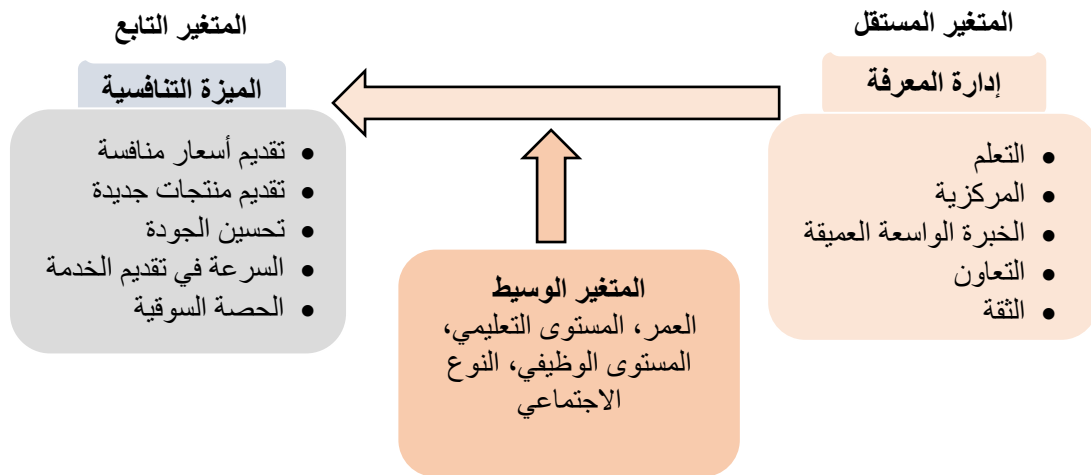 المتغير المستقل
إدارة المعرفة
• التعلم
• المركزية
• الخبرة الواسعة العميقة
• التعاون
• الثقة
المتغير التابع
الميزة التنافسية
• تقديم أسعار منافسة
• تقديم منتجات جديدة
• تحسين الجودة
• السرعة في تقديم الخدمة
• الحصة السوقية
المتغير الوسيط
العمر، المستوى التعليمي،
المستوى الوظيفي، النوع
الاجتماعي